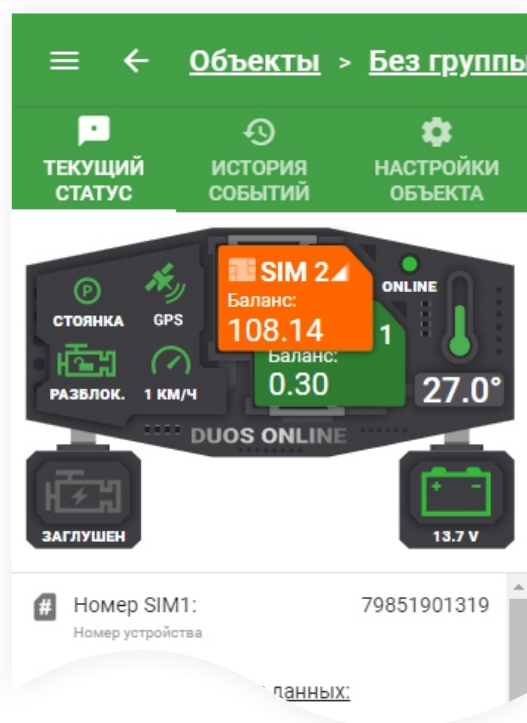 Объекты > Без группы
ТЕКУЩИЙ
СТАТУС
ИСТОРИЯ
СОБЫТИЙ
НАСТРОЙКИ
ОБЪЕКТА
P
СТОЯНКА
GPS
РАЗБЛОК.
1 КМ/Ч
SIM 2
Баланс:
108.14
1
Баланс:
0.30
ONLINE
27.0°
DUOS ONLINE
ЗАГЛУШЕН
+ -
13.7 V
# Номер SIM1: 79851901319
Номер устройства
данных: